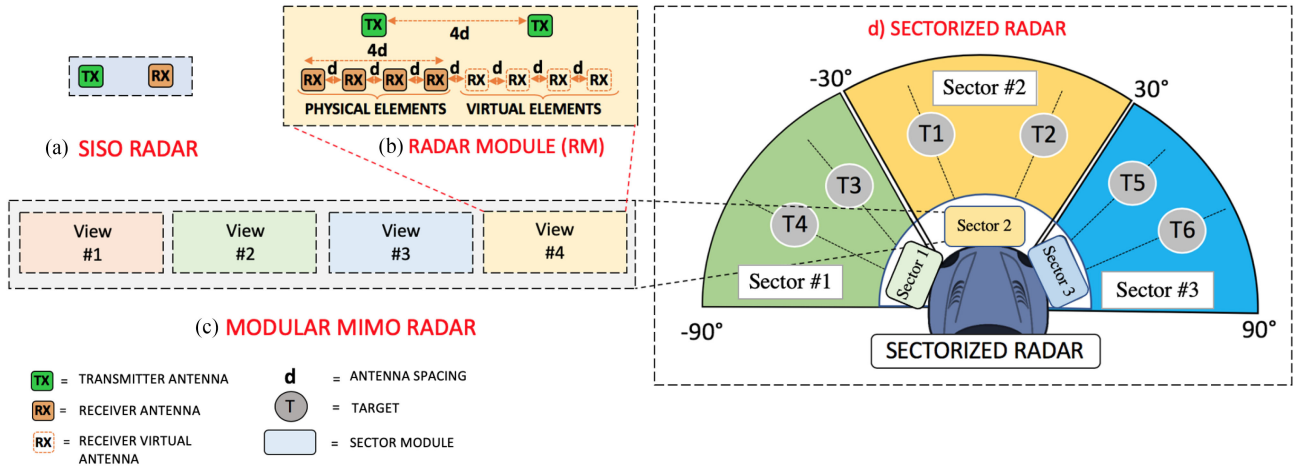 TX
RX
(a) SISO RADAR
TX
TX
4d
4d
d
d
d
d
d
d
d
RX
RX
RX
RX
RX
RX
RX
RX
PHYSICAL ELEMENTS
VIRTUAL ELEMENTS
(b) RADAR MODULE (RM)
View
#1
View
#2
View
#3
View
#4
(c) MODULAR MIMO RADAR
TX = TRANSMITTER ANTENNA
RX = RECEIVER ANTENNA
RX = RECEIVER VIRTUAL
ANTENNA
d = ANTENNA SPACING
T = TARGET
= SECTOR MODULE
d) SECTORIZED RADAR
-30°
30°
Sector #2
T1
T2
T3
T4
T5
T6
Sector 2
Sector 1
Sector 3
Sector #1
Sector #3
-90°
90°
SECTORIZED RADAR